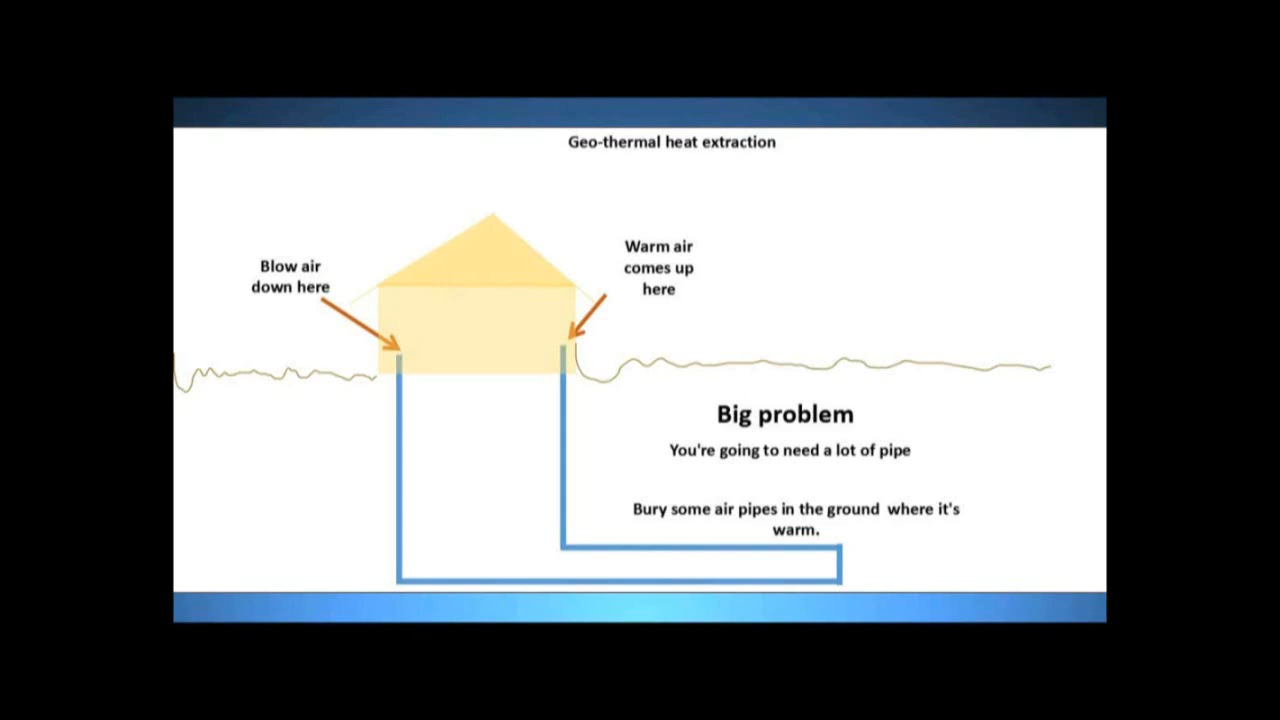 Geo-thermal heat extraction
Warm air
comes up
here
Blow air
down here
Big problem
You're going to need a lot of pipe
Bury some air pipes in the ground  where it's
warm.